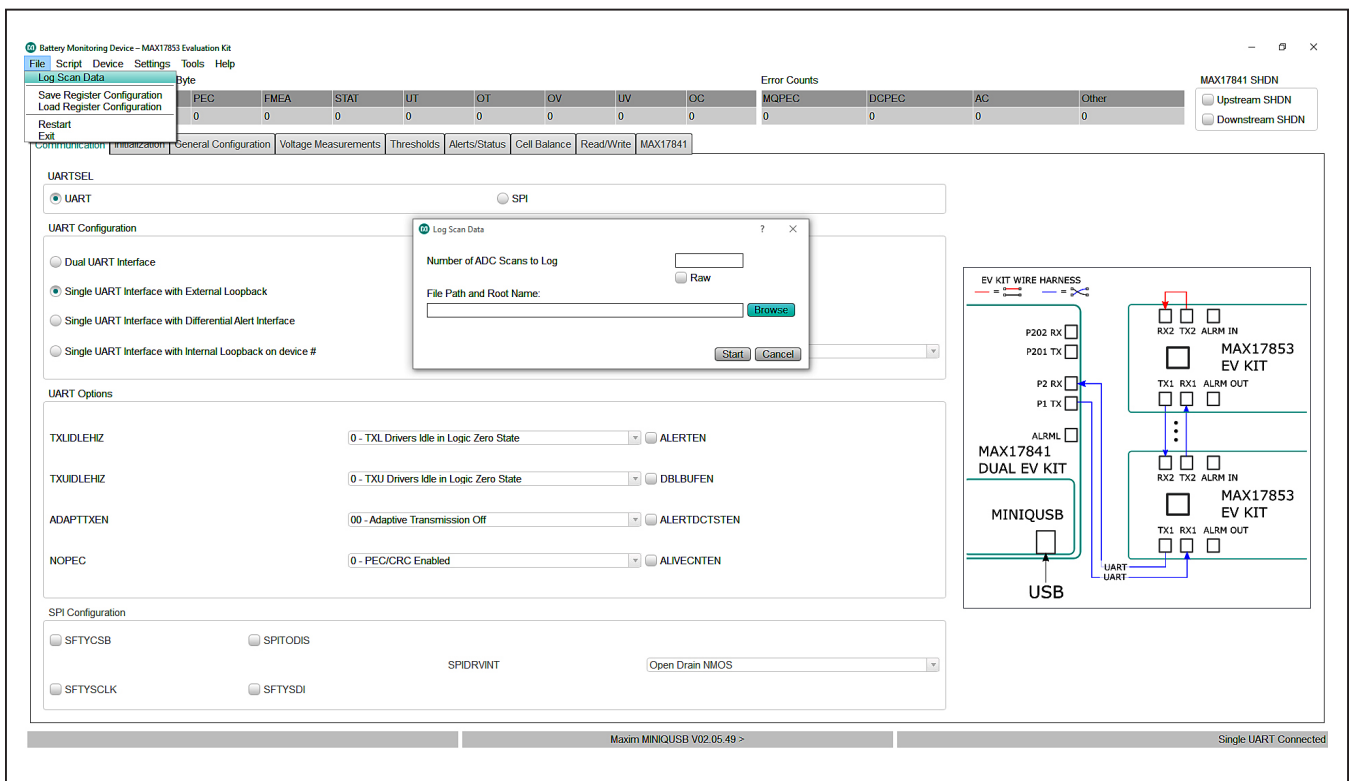 Battery Monitoring Device – MAX17853 Evaluation Kit
File Script Device Settings Tools Help
Log Scan Data
Save Register Configuration
Load Register Configuration
Restart
Exit
Byte
PEC FMEA STAT UT OT OV UV OC
0 0 0 0 0 0 0 0
Error Counts
MQPEC DCPEC AC Other
0 0 0 0
MAX17841 SHDN
Upstream SHDN
Downstream SHDN
Communication Initialization General Configuration Voltage Measurements Thresholds Alerts/Status Cell Balance Read/Write MAX17841
UARTSEL
UART SPI
UART Configuration
Dual UART Interface
Single UART Interface with External Loopback
Single UART Interface with Differential Alert Interface
Single UART Interface with Internal Loopback on device #
Log Scan Data ?
Number of ADC Scans to Log
Raw
File Path and Root Name:
Browse
Start Cancel
UART Options
TXLIDLEHIZ 0 - TXL Drivers Idle in Logic Zero State ALERTEN
TXUIDLEHIZ 0 - TXU Drivers Idle in Logic Zero State DBLBUFEN
ADAPTTXEN 00 - Adaptive Transmission Off ALERTDCTSTEN
NOPEC 0 - PEC/CRC Enabled ALIVECNTEN
SPI Configuration
SFTYCSB SPITODIS
SPIDRVINT Open Drain NMOS
SFTYSCLK SFTYSDI
EV KIT WIRE HARNESS
= =
P202 RX
P201 TX
P2 RX
P1 TX
ALRML
MAX17841
DUAL EV KIT
MINIQUSB
USB
RX2 TX2 ALRM IN
MAX17853
EV KIT
TX1 RX1 ALRM OUT
RX2 TX2 ALRM IN
MAX17853
EV KIT
TX1 RX1 ALRM OUT
UART
UART
Maxim MINIQUSB V02.05.49 >
Single UART Connected